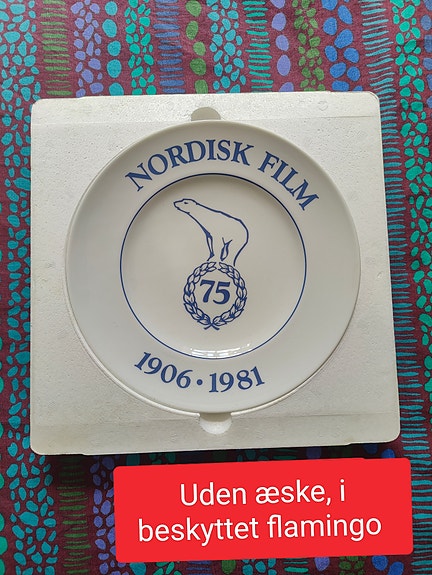 NORDISK FILM
75
1906 • 1981
Uden æske, i
beskyttet flamingo